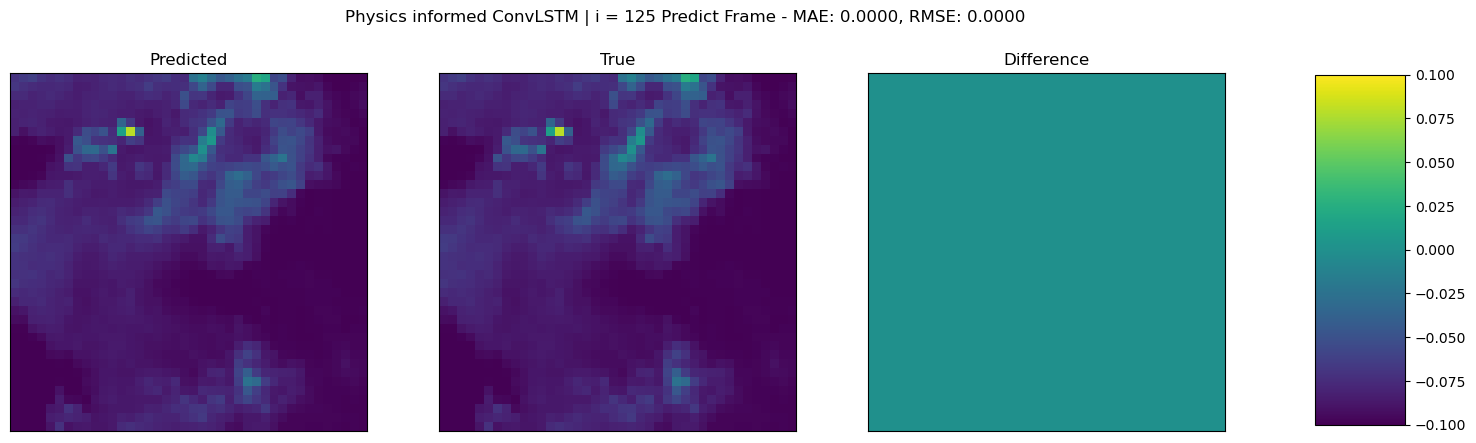 Physics informed ConvLSTM | i = 125 Predict Frame - MAE: 0.0000, RMSE: 0.0000
Predicted
True
Difference
0.100
0.075
0.050
0.025
0.000
−0.025
−0.050
−0.075
−0.100